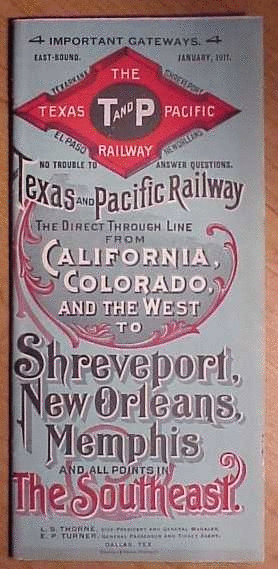 4 IMPORTANT GATEWAYS. 4
EAST-BOUND. JANUARY, 1911.
TEXARKANA SHREVEPORT
THE
TEXAS T AND P PACIFIC
RAILWAY
EL PASO NEW ORLEANS
NO TROUBLE TO ANSWER QUESTIONS.
Texas AND Pacific Railway
THE DIRECT THROUGH LINE
FROM
CALIFORNIA,
COLORADO,
AND THE WEST
TO
Shreveport,
New Orleans,
Memphis
AND ALL POINTS IN
The Southeast.
L. S. THORNE, VICE-PRESIDENT AND GENERAL MANAGER,
E. P. TURNER, GENERAL PASSENGER AND TICKET AGENT,
DALLAS, TEX.